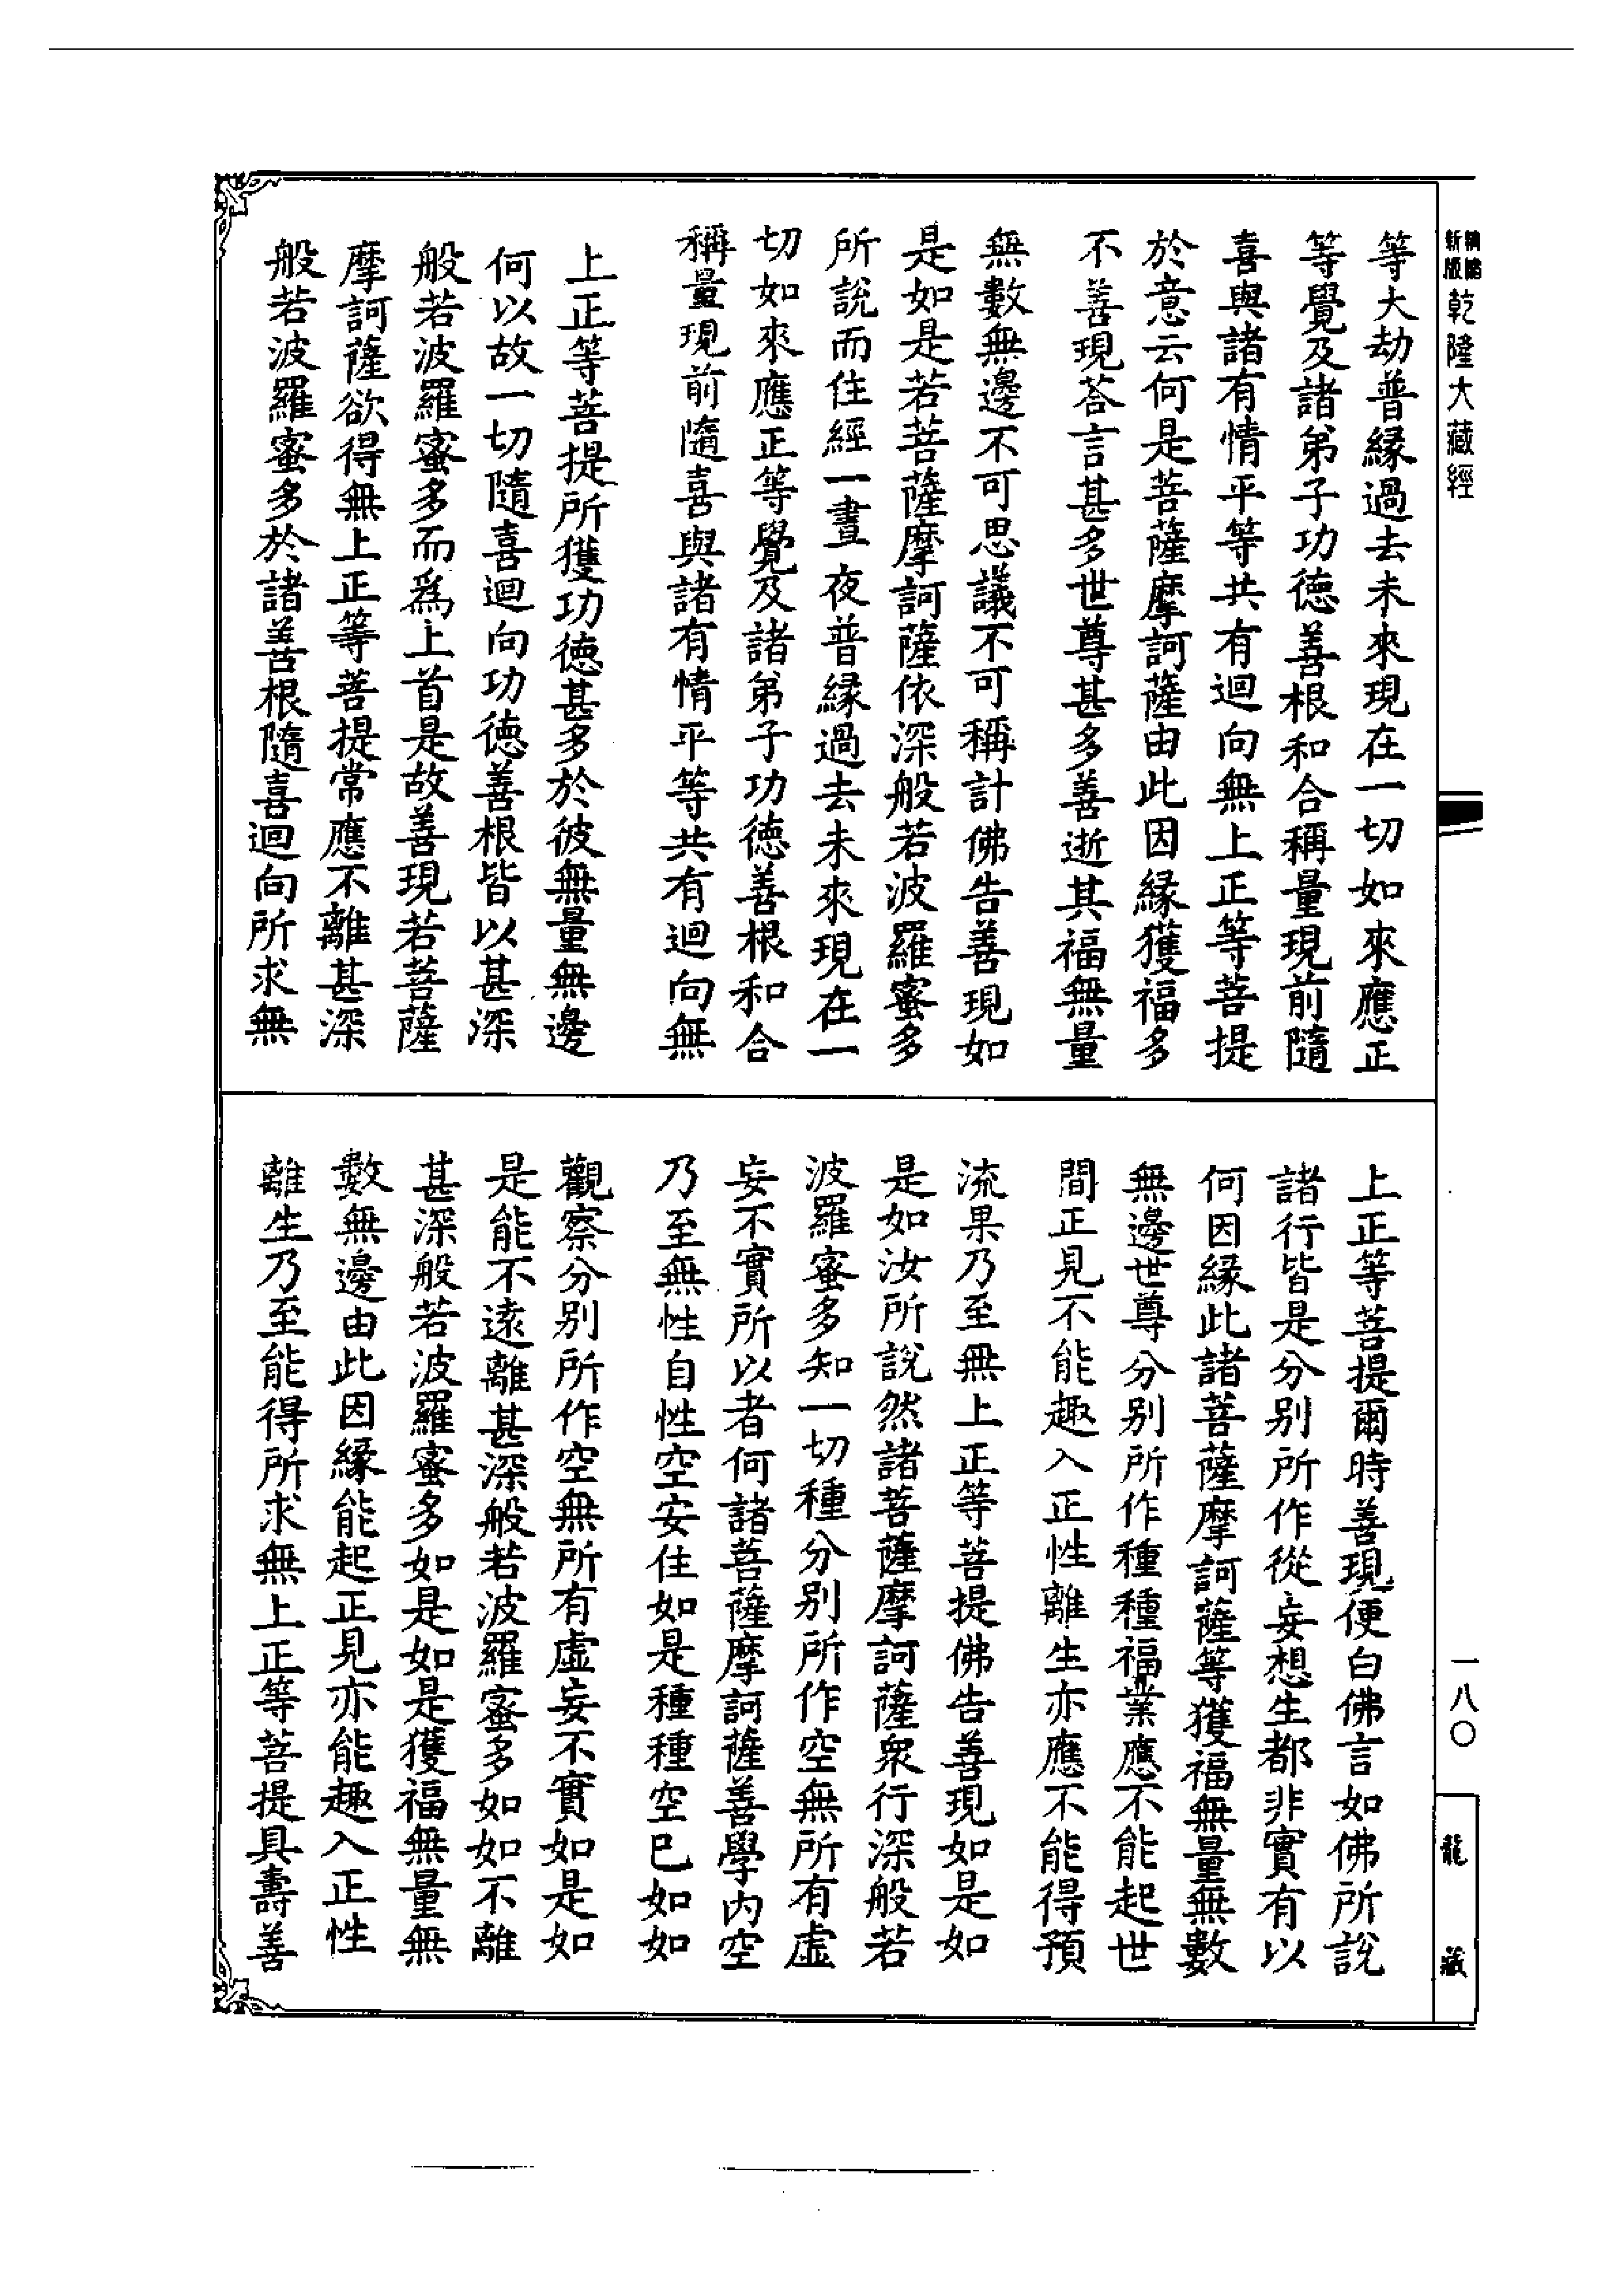 新版
乾隆大藏經
一八〇
龍藏
等大劫普緣過去未來現在一切如來應正
等覺及諸弟子功德善根和合稱量現前隨
喜與諸有情平等共有迴向無上正等菩提
於意云何是菩薩摩訶薩由此因緣獲福多
不善現荅言甚多世尊甚多善逝其福無量
無數無邊不可思議不可稱計佛告善現如
是如是若菩薩摩訶薩依深般若波羅蜜多
所說而住經一晝夜普緣過去未來現在一
切如來應正等覺及諸弟子功德善根和合
稱量現前隨喜與諸有情平等共有迴向無
上正等菩提所獲功德甚多於彼無量無邊
何以故一切隨喜迴向功德善根皆以甚深
般若波羅蜜多而爲上首是故善現若菩薩
摩訶薩欲得無上正等菩提常應不離甚深
般若波羅蜜多於諸善根隨喜迴向所求無
上正等菩提爾時善現便白佛言如佛所說
諸行皆是分別所作從妄想生都非實有以
何因緣此諸菩薩摩訶薩等獲福無量無數
無邊世尊分別所作種種福業應不能起世
間正見不能趣入正性離生亦應不能得預
流果乃至無上正等菩提佛告善現如是如
是如汝所說然諸菩薩摩訶薩衆行深般若
波羅蜜多知一切種分別所作空無所有虛
妄不實所以者何諸菩薩摩訶薩善學內空
乃至無性自性空安住如是種種空已如如
觀察分別所作空無所有虛妄不實如是如
是能不遠離甚深般若波羅蜜多如如不離
甚深般若波羅蜜多如是如是獲福無量無
數無邊由此因緣能起正見亦能趣入正性
離生乃至能得所求無上正等菩提具壽善